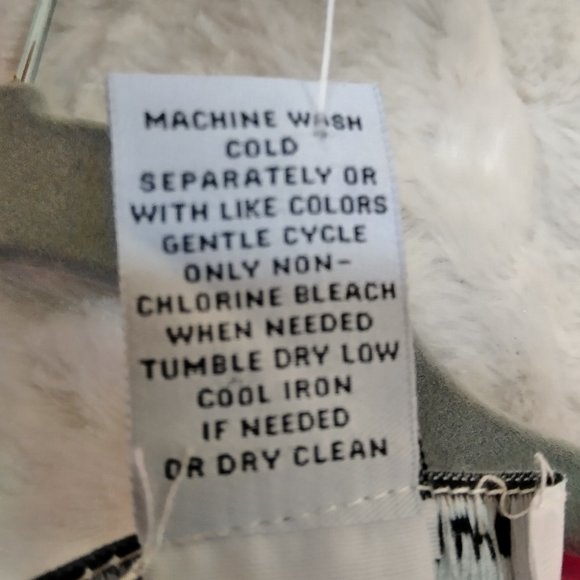 MACHINE WASH
COLD
SEPARATELY OR
WITH LIKE COLORS
GENTLE CYCLE
ONLY NON-
CHLORINE BLEACH
WHEN NEEDED
TUMBLE DRY LOW
COOL IRON
IF NEEDED
OR DRY CLEAN